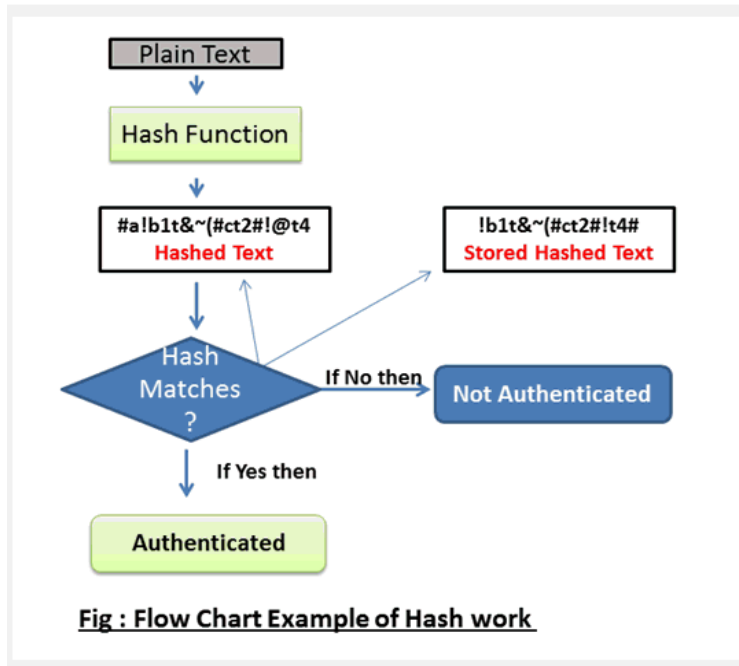 Plain Text
Hash Function
#a!b1t&~(#ct2#!@t4
Hashed Text
!b1t&~(#ct2#!t4#
Stored Hashed Text
Hash
Matches
?
If No then
Not Authenticated
If Yes then
Authenticated
Fig : Flow Chart Example of Hash work